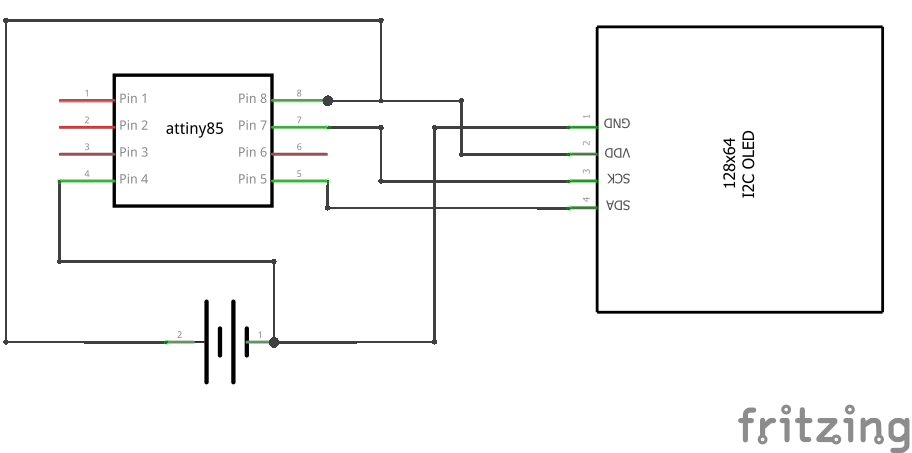 1 Pin 1 Pin 8 8
2 Pin 2 attiny85 Pin 7 7
3 Pin 3 Pin 6 6
4 Pin 4 Pin 5 5
1 GND
2 VDD
3 SCK
4 SDA
128x64
I2C OLED
2 1
fritzing